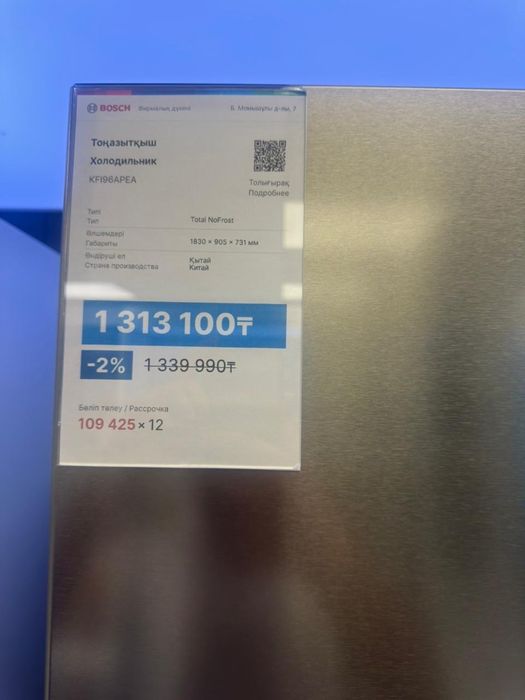 BOSCH Фирмалық дүкені Б. Момышұлы д-лы, 7
Тоңазытқыш
Холодильник
KFI96APEA
Толығырақ
Подробнее
Типі
Тип
Total NoFrost
Өлшемдері
Габариты
1830 × 905 × 731 мм
Өндіруші ел
Страна производства
Қытай
Китай
1 313 100₸
-2% 1 339 990₸
Бөліп төлеу / Рассрочка
109 425 × 12